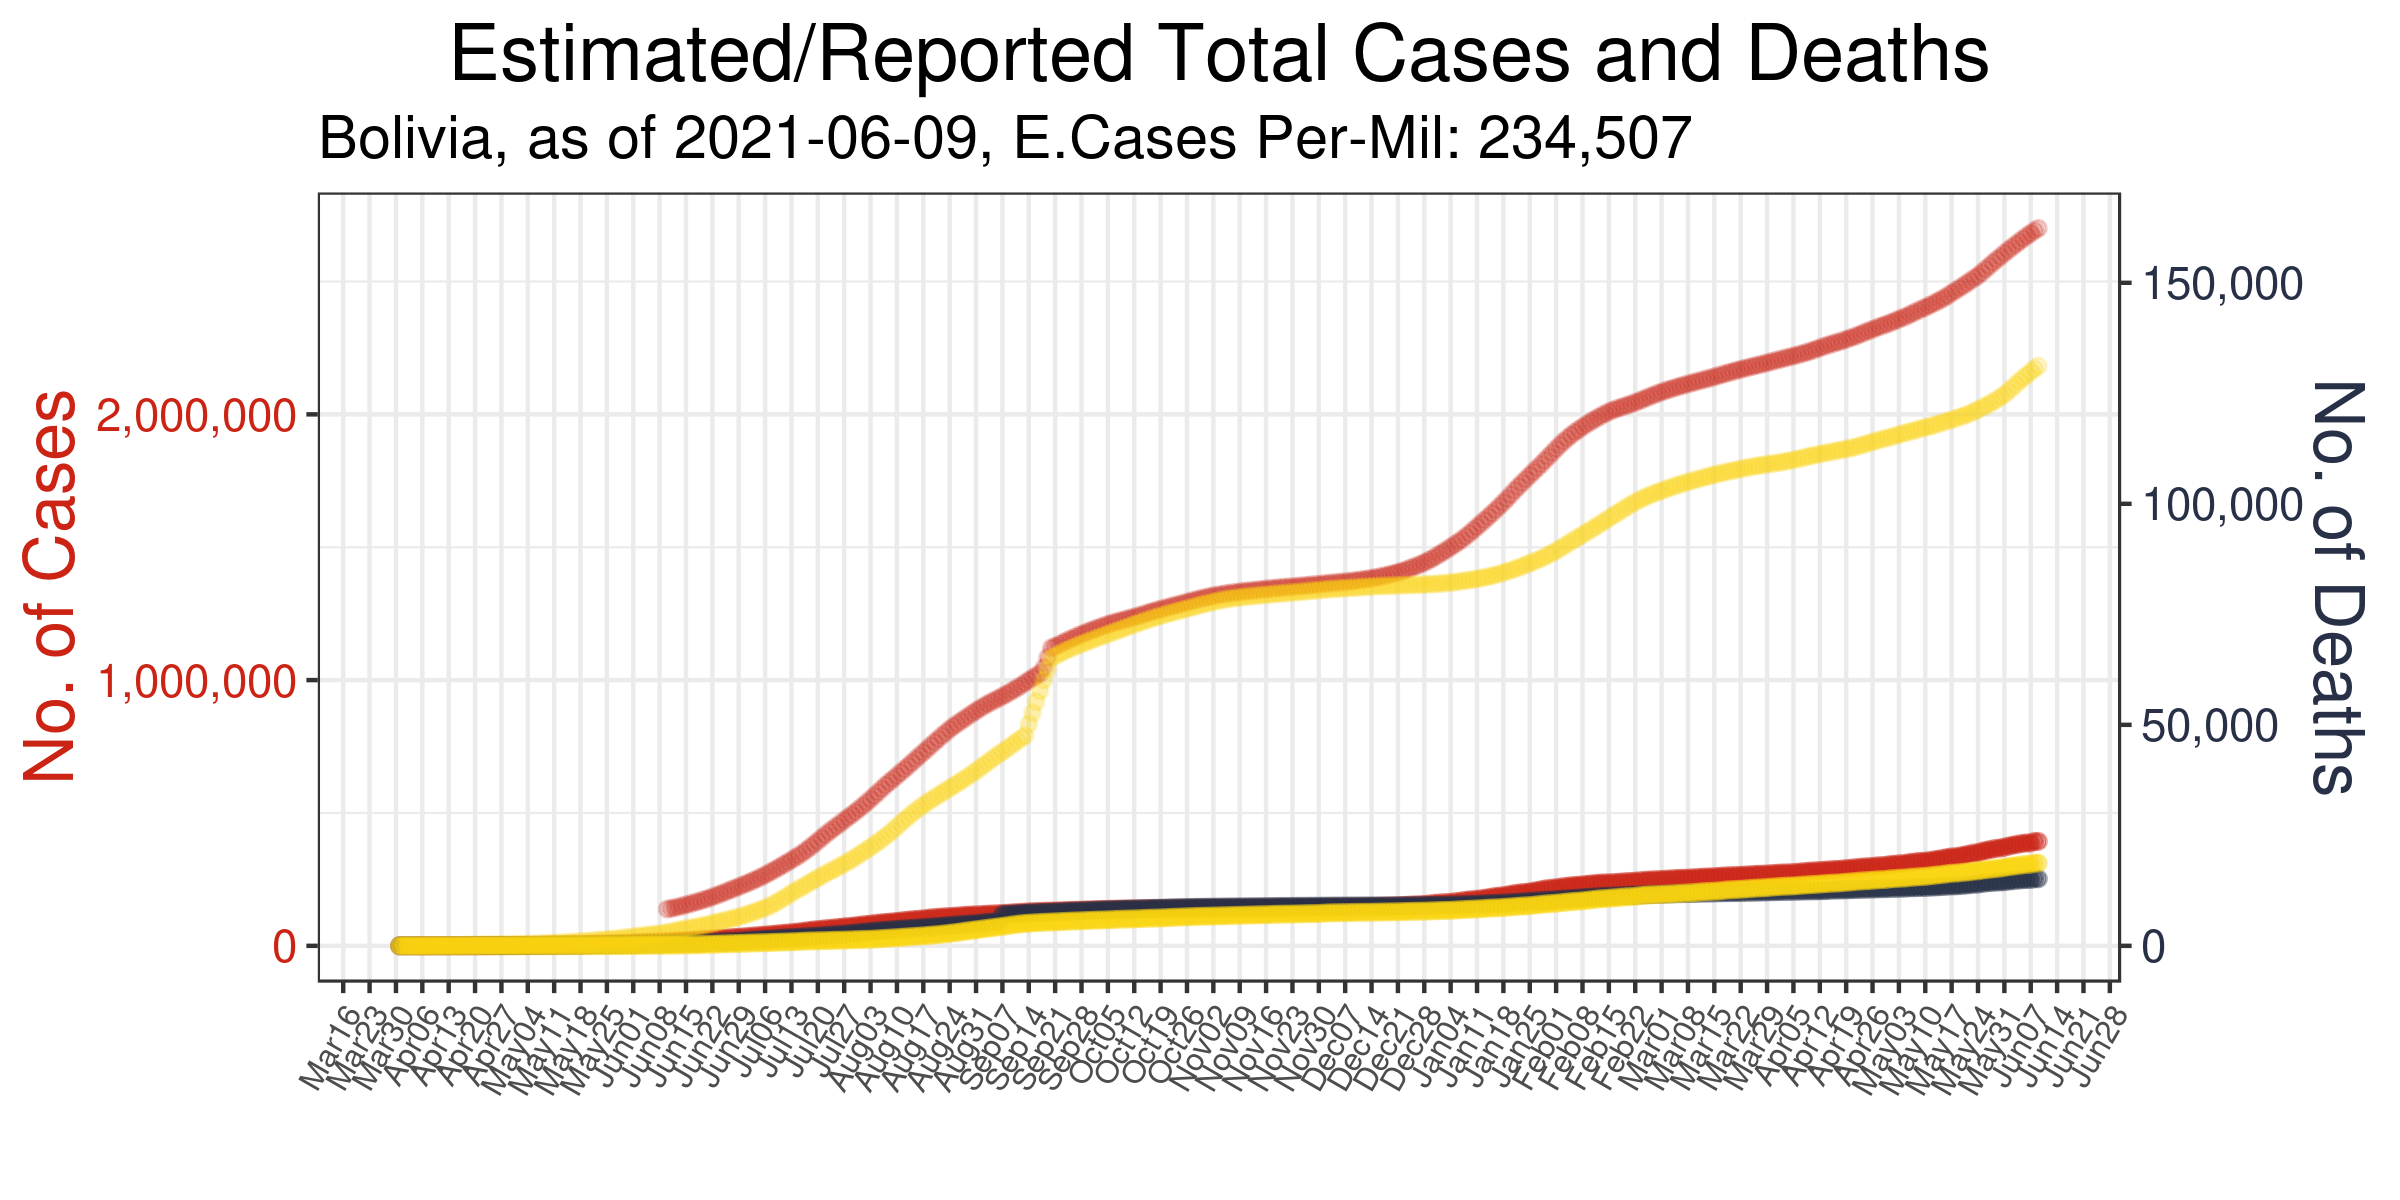 Estimated/Reported Total Cases and Deaths
Bolivia, as of 2021-06-09, E.Cases Per-Mil: 234,507
No. of Cases
2,000,000
1,000,000
0
150,000
100,000
50,000
0
No. of Deaths
Mar16
Mar23
Mar30
Apr06
Apr13
Apr20
Apr27
May04
May11
May18
May25
Jun01
Jun08
Jun15
Jun22
Jun29
Jul06
Jul13
Jul20
Jul27
Aug03
Aug10
Aug17
Aug24
Aug31
Sep07
Sep14
Sep21
Sep28
Oct05
Oct12
Oct19
Oct26
Nov02
Nov09
Nov16
Nov23
Nov30
Dec07
Dec14
Dec21
Dec28
Jan04
Jan11
Jan18
Jan25
Feb01
Feb08
Feb15
Feb22
Mar01
Mar08
Mar15
Mar22
Mar29
Apr05
Apr12
Apr19
Apr26
May03
May10
May17
May24
May31
Jun07
Jun14
Jun21
Jun28